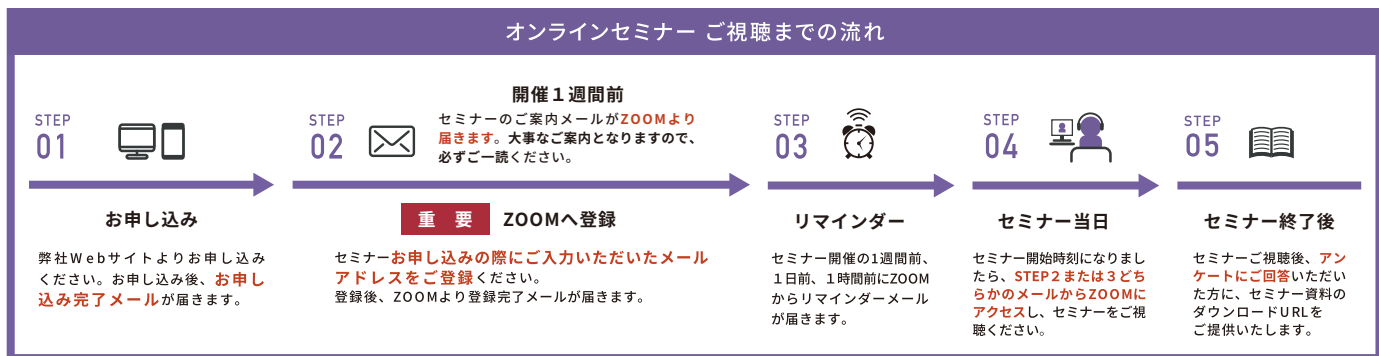 オンラインセミナー ご視聴までの流れ
STEP
01
お申し込み
弊社Webサイトよりお申し込み
ください。お申し込み後、お申し
込み完了メールが届きます。
STEP
02
開催１週間前
セミナーのご案内メールがZOOMより
届きます。大事なご案内となりますので、
必ずご一読ください。
重 要 ZOOMへ登録
セミナーお申し込みの際にご入力いただいたメール
アドレスをご登録ください。
登録後、ZOOMより登録完了メールが届きます。
STEP
03
リマインダー
セミナー開催の1週間前、
１日前、１時間前にZOOM
からリマインダーメール
が届きます。
STEP
04
セミナー当日
セミナー開始時刻になりまし
たら、STEP２または３どち
らかのメールからZOOMに
アクセスし、セミナーをご視
聴ください。
STEP
05
セミナー終了後
セミナーご視聴後、アン
ケートにご回答いただい
た方に、セミナー資料の
ダウンロードURLを
ご提供いたします。